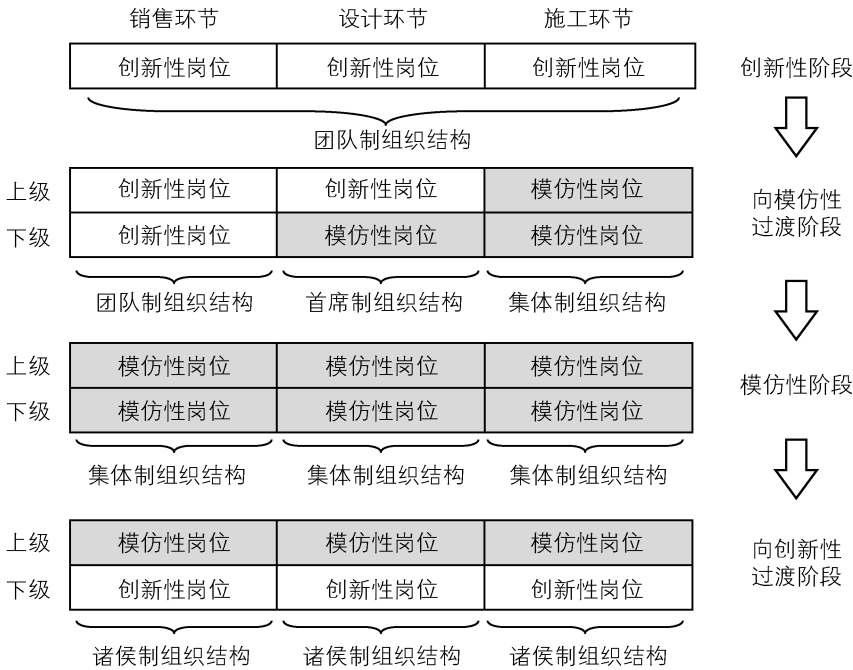 销售环节 设计环节 施工环节
创新性岗位 创新性岗位 创新性岗位 创新性阶段
团队制组织结构
上级 创新性岗位 创新性岗位 模仿性岗位
向模仿性
过渡阶段
下级 创新性岗位 模仿性岗位 模仿性岗位
团队制组织结构 首席制组织结构 集体制组织结构
上级 模仿性岗位 模仿性岗位 模仿性岗位
模仿性阶段
下级 模仿性岗位 模仿性岗位 模仿性岗位
集体制组织结构 集体制组织结构 集体制组织结构
上级 模仿性岗位 模仿性岗位 模仿性岗位
向创新性
过渡阶段
下级 创新性岗位 创新性岗位 创新性岗位
诸侯制组织结构 诸侯制组织结构 诸侯制组织结构